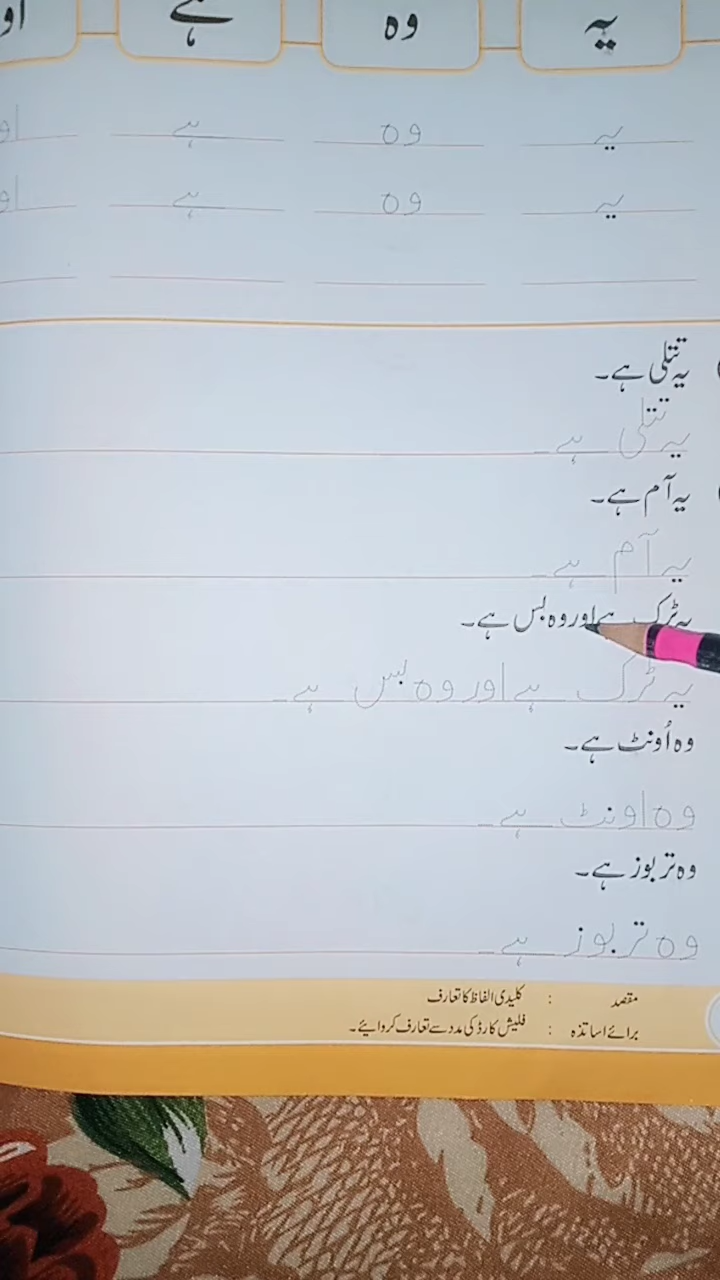 یہ وہ ہے او
یہ وہ ہے او
یہ وہ ہے او
یہ تتلی ہے۔
یہ تتلی ہے۔
یہ آم ہے۔
یہ آم ہے۔
یہ ٹرک ہے اور وہ بس ہے۔
یہ ٹرک ہے اور وہ بس ہے۔
وہ اُونٹ ہے۔
وہ اونٹ ہے۔
وہ تربوز ہے۔
وہ تربوز ہے۔
مقصد : کلیدی الفاظ کا تعارف
برائے اساتذہ : فلیش کارڈ کی مدد سے تعارف کروائیے۔